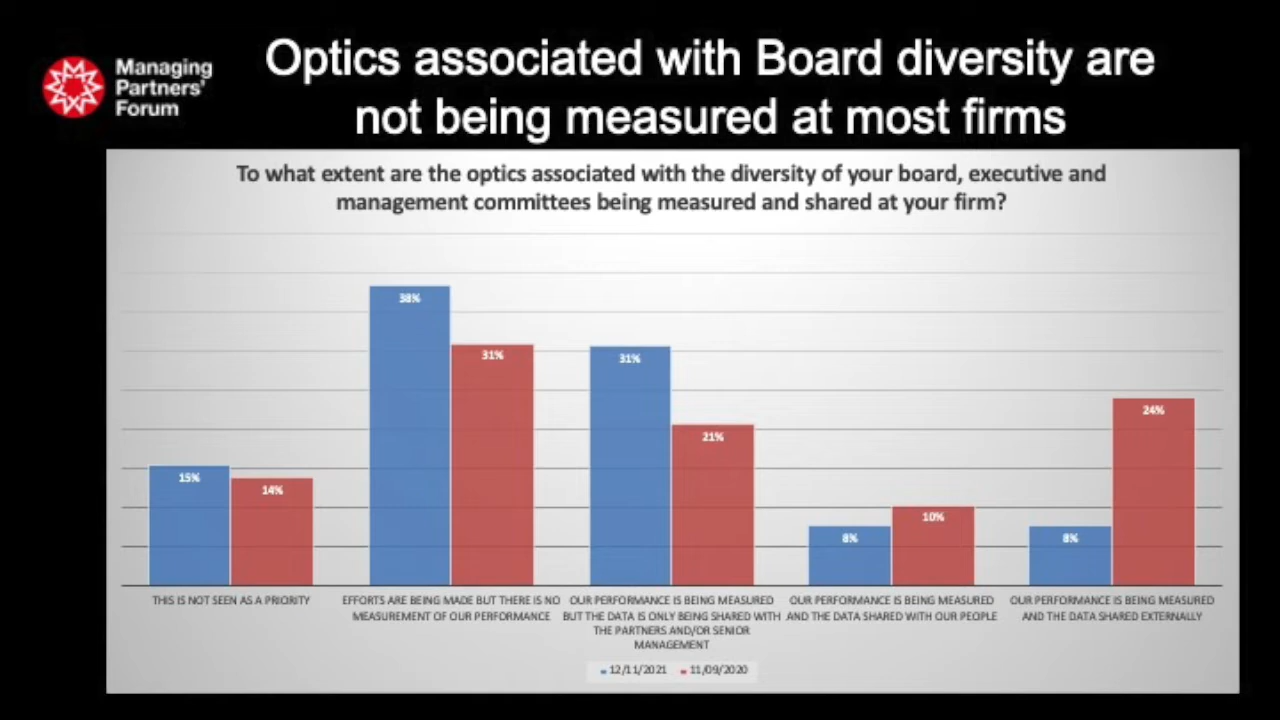 Managing
Partners'
Forum
Optics associated with Board diversity are
not being measured at most firms
To what extent are the optics associated with the diversity of your board, executive and
management committees being measured and shared at your firm?
38%
31%
31%
21%
15%
14%
8%
10%
8%
24%
THIS IS NOT SEEN AS A PRIORITY
EFFORTS ARE BEING MADE BUT THERE IS NO
MEASUREMENT OF OUR PERFORMANCE
OUR PERFORMANCE IS BEING MEASURED
BUT THE DATA IS ONLY BEING SHARED WITH
THE PARTNERS AND/OR SENIOR
MANAGEMENT
OUR PERFORMANCE IS BEING MEASURED
AND THE DATA SHARED WITH OUR PEOPLE
OUR PERFORMANCE IS BEING MEASURED
AND THE DATA SHARED EXTERNALLY
12/11/2021
11/09/2020